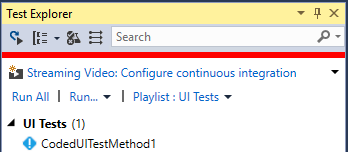 Test Explorer
Search
Streaming Video: Configure continuous integration
Run All | Run... | Playlist : UI Tests
UI Tests (1)
CodedUITestMethod1